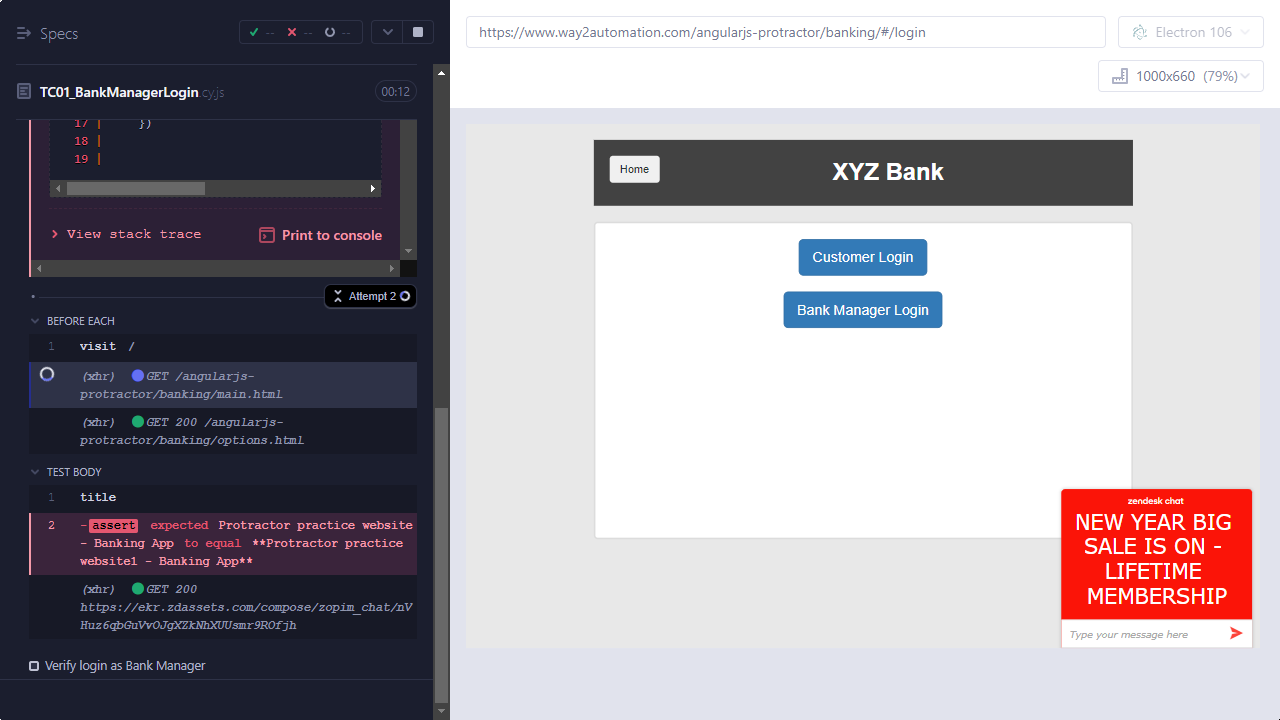 Specs
--
--
--
TC01_BankManagerLogin.cy.js
00:12
17 | })
18 |
19 |
> View stack trace
Print to console
Attempt 2
BEFORE EACH
1 visit /
(xhr) GET /angularjs-
protractor/banking/main.html
(xhr) GET 200 /angularjs-
protractor/banking/options.html
TEST BODY
1 title
2 -assert expected Protractor practice website
- Banking App to equal **Protractor practice
website1 - Banking App**
(xhr) GET 200
https://ekr.zdassets.com/compose/zopim_chat/nV
Huz6qbGuVvOJgXZkNhXUUsmr9ROfjh
Verify login as Bank Manager
https://www.way2automation.com/angularjs-protractor/banking/#/login
Electron 106
1000x660 (79%)
Home
XYZ Bank
Customer Login
Bank Manager Login
zendesk chat
NEW YEAR BIG
SALE IS ON -
LIFETIME
MEMBERSHIP
Type your message here